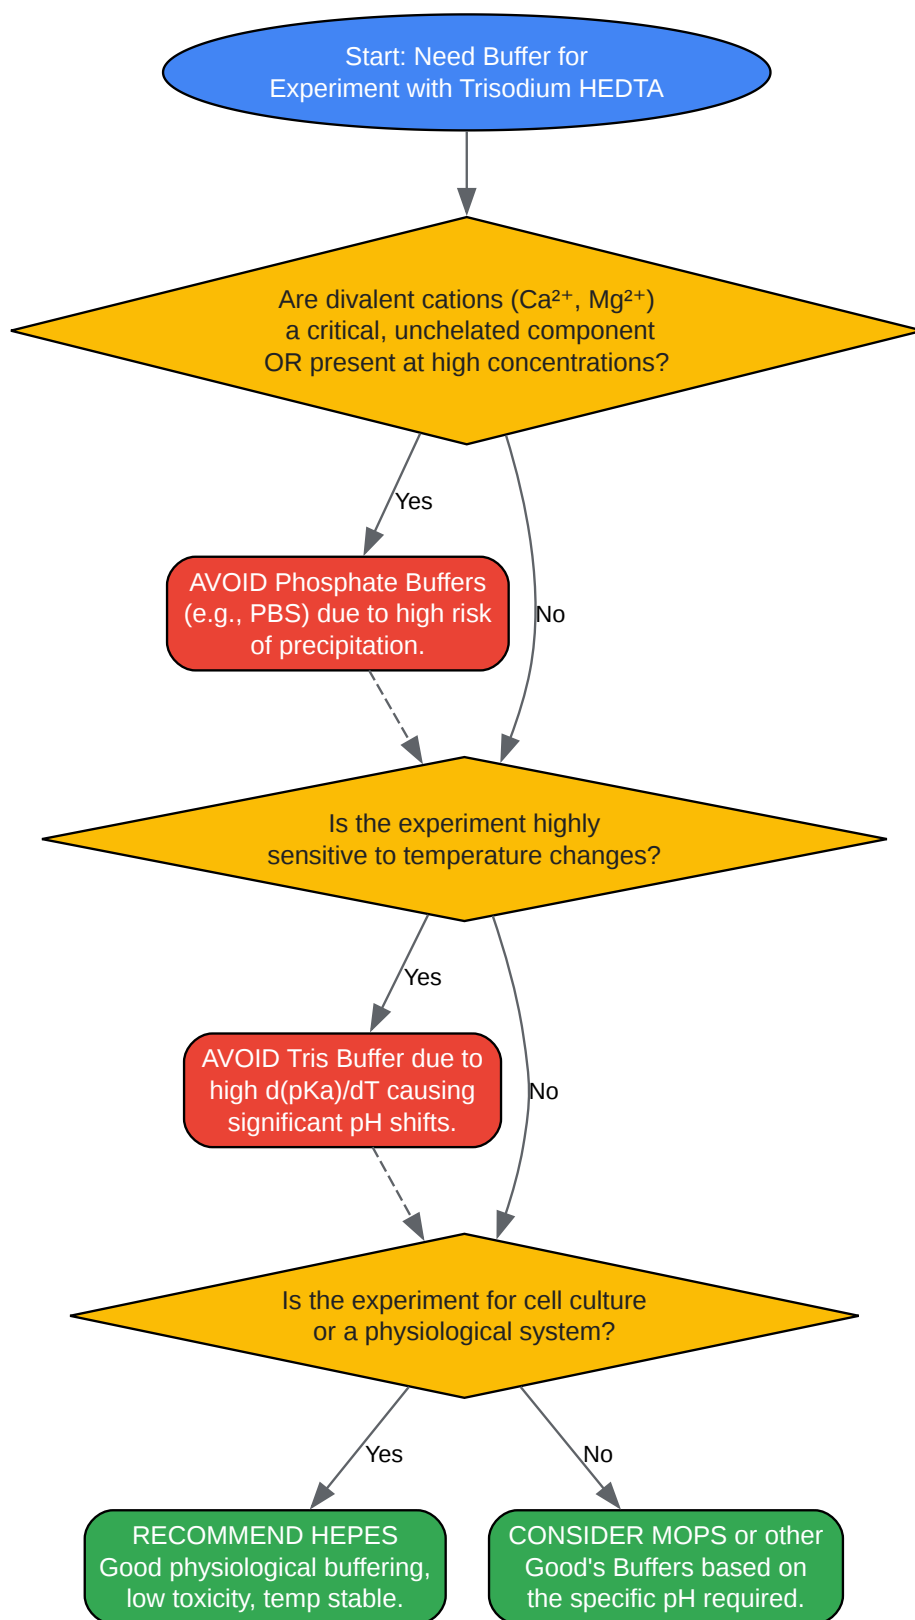 Start: Need Buffer for
Experiment with Trisodium HEDTA
Are divalent cations (Ca²⁺, Mg²⁺)
a critical, unchelated component
OR present at high concentrations?
Yes
No
AVOID Phosphate Buffers
(e.g., PBS) due to high risk
of precipitation.
Is the experiment highly
sensitive to temperature changes?
Yes
No
AVOID Tris Buffer due to
high d(pKa)/dT causing
significant pH shifts.
Is the experiment for cell culture
or a physiological system?
Yes
No
RECOMMEND HEPES
Good physiological buffering,
low toxicity, temp stable.
CONSIDER MOPS or other
Good's Buffers based on
the specific pH required.